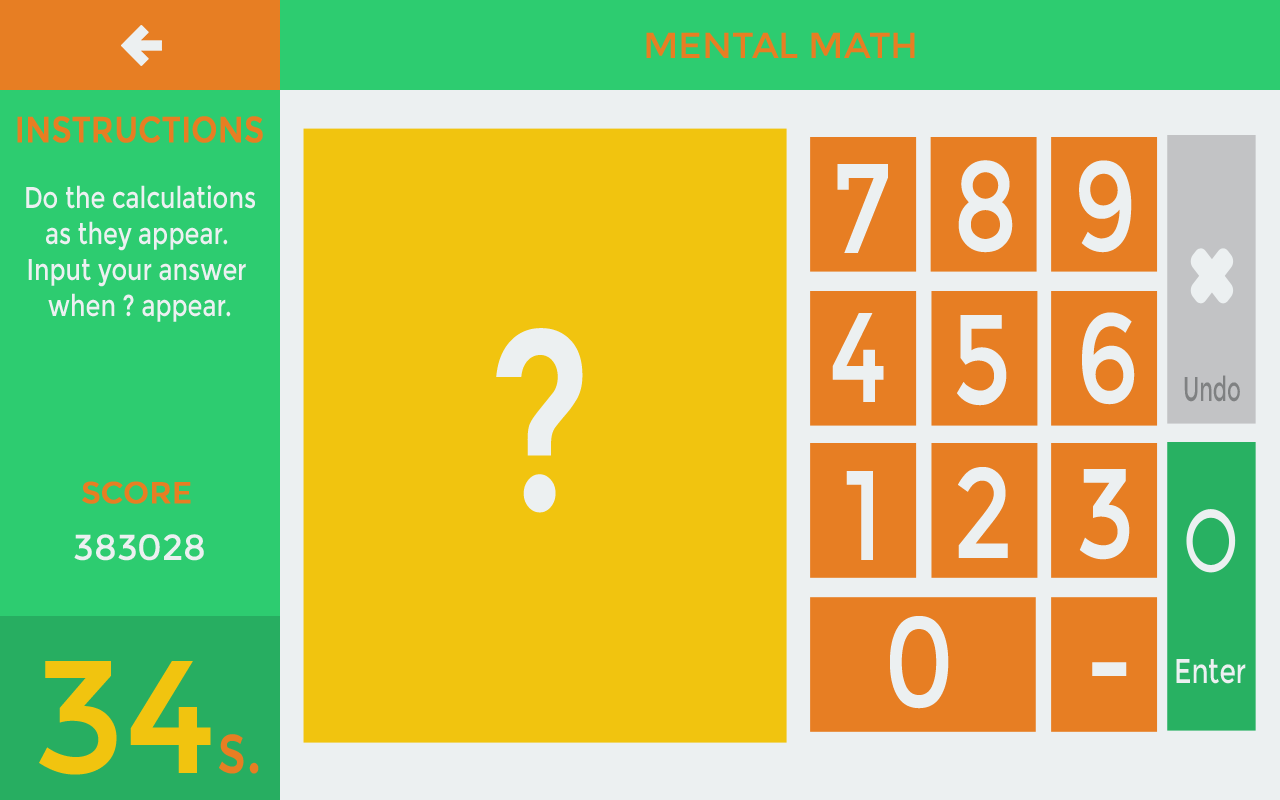 MENTAL MATH
INSTRUCTIONS
Do the calculations
as they appear.
Input your answer
when ? appear.
SCORE
383028
34 s.
?
7 8 9
4 5 6
1 2 3
0 -
Undo
Enter